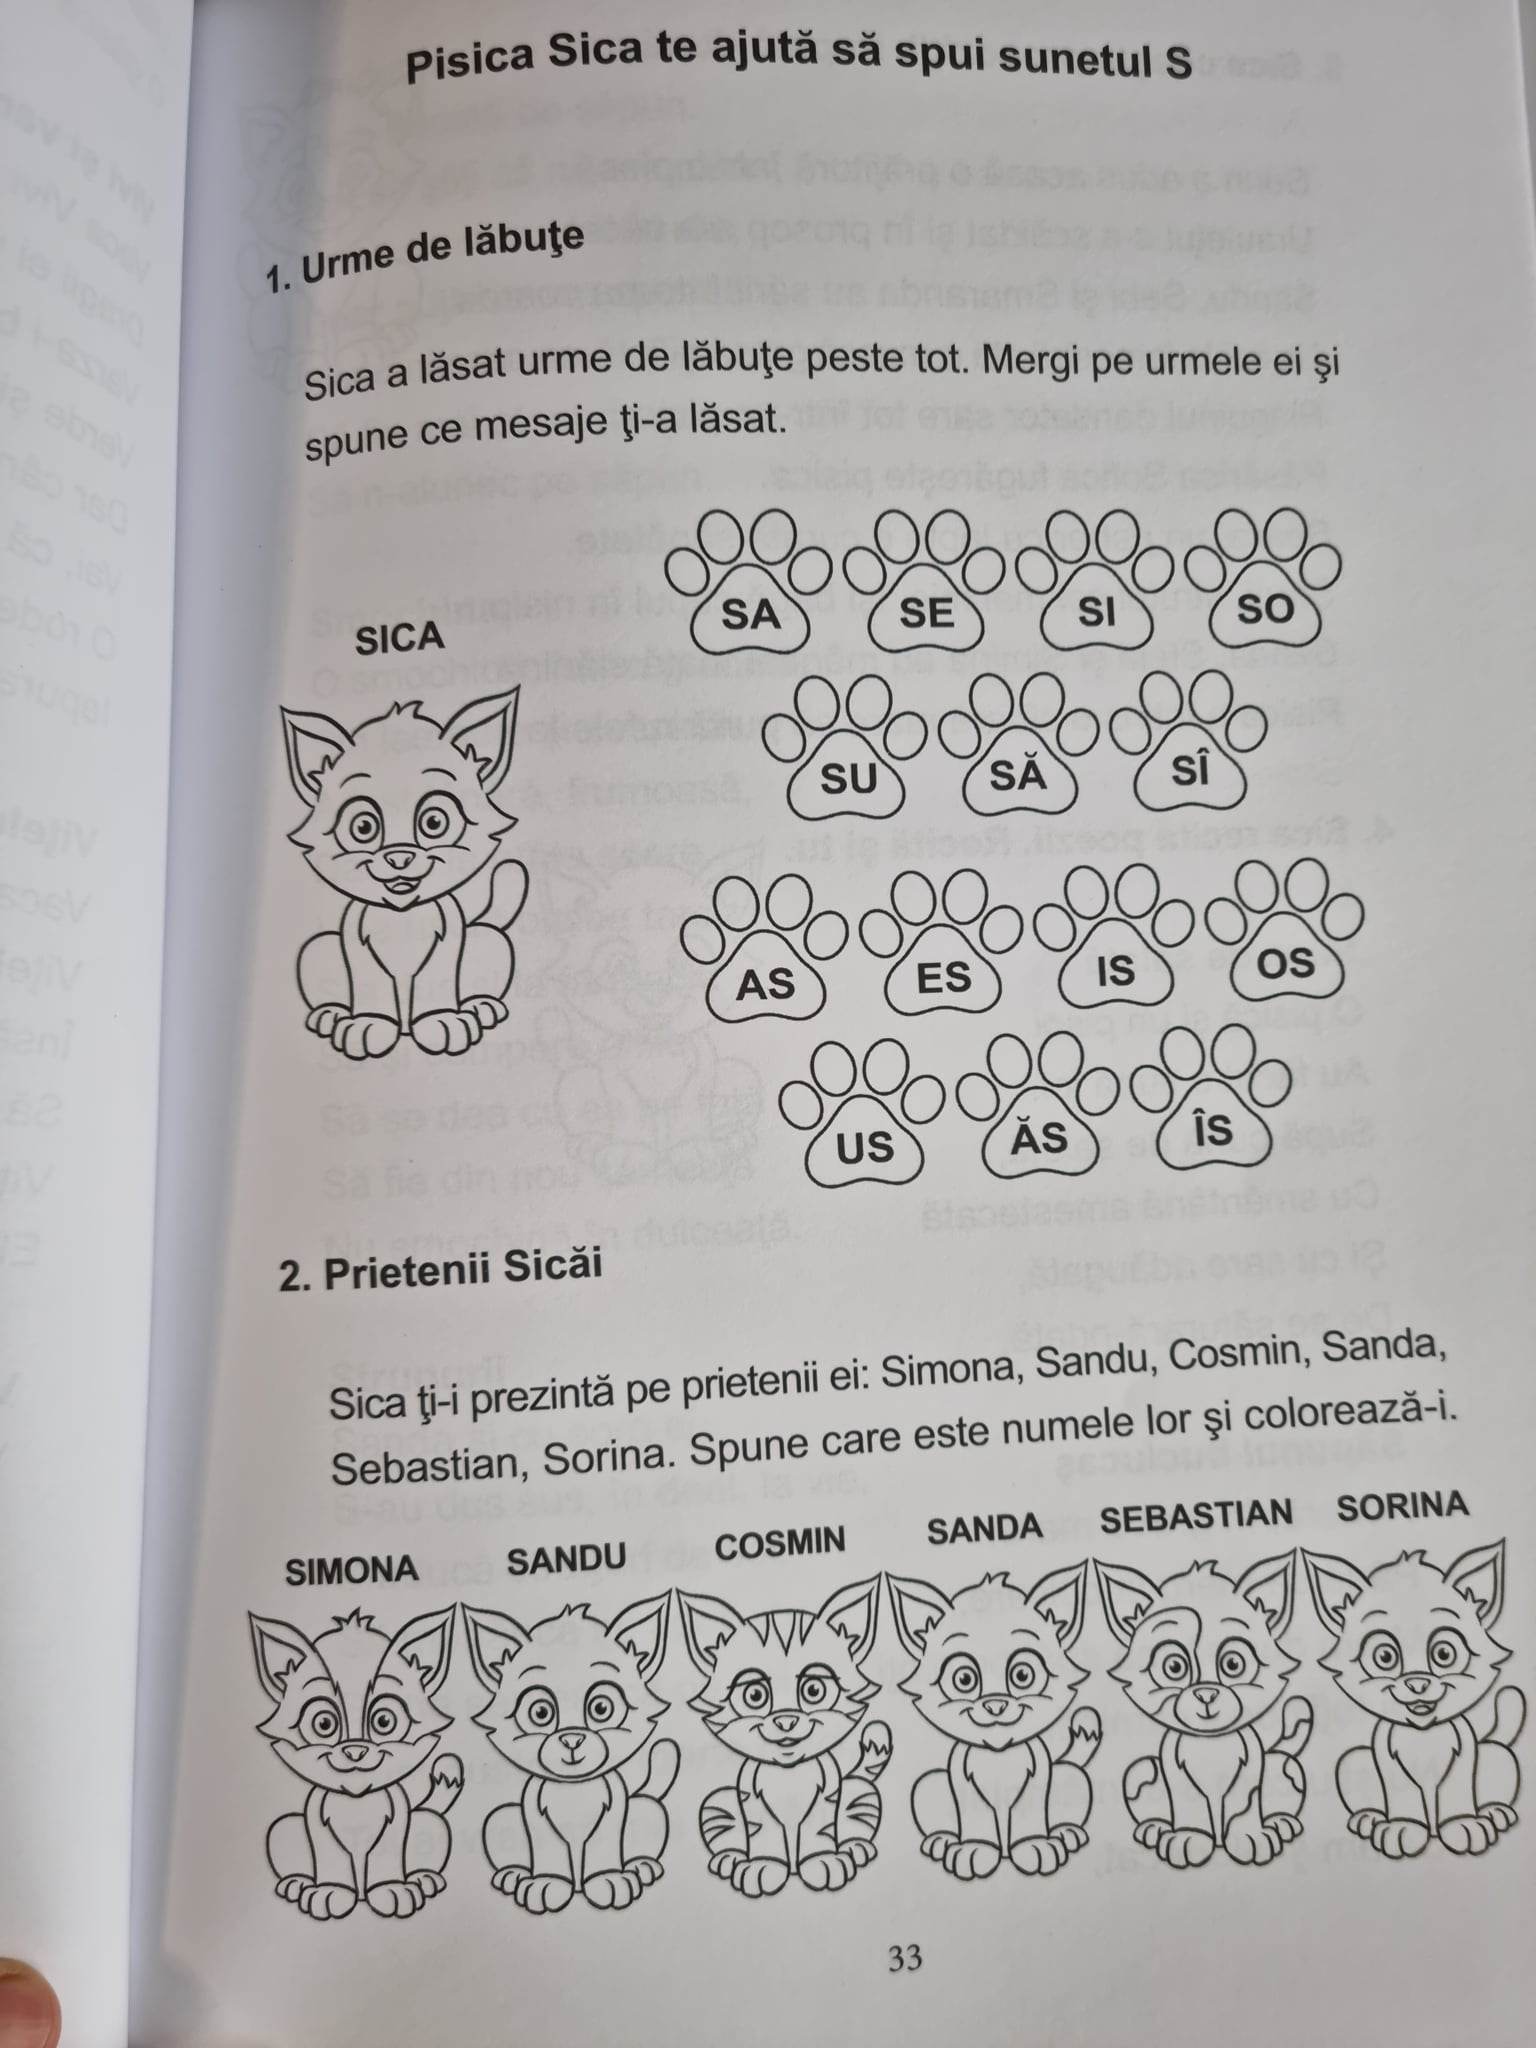 Pisica Sica te ajută să spui sunetul S
1. Urme de lăbuţe
Sica a lăsat urme de lăbuţe peste tot. Mergi pe urmele ei şi
spune ce mesaje ţi-a lăsat.
SICA
SA SE SI SO
SU SĂ SÎ
AS ES IS OS
US ĂS ÎS
2. Prietenii Sicăi
Sica ţi-i prezintă pe prietenii ei: Simona, Sandu, Cosmin, Sanda,
Sebastian, Sorina. Spune care este numele lor şi colorează-i.
SIMONA SANDU COSMIN SANDA SEBASTIAN SORINA
33